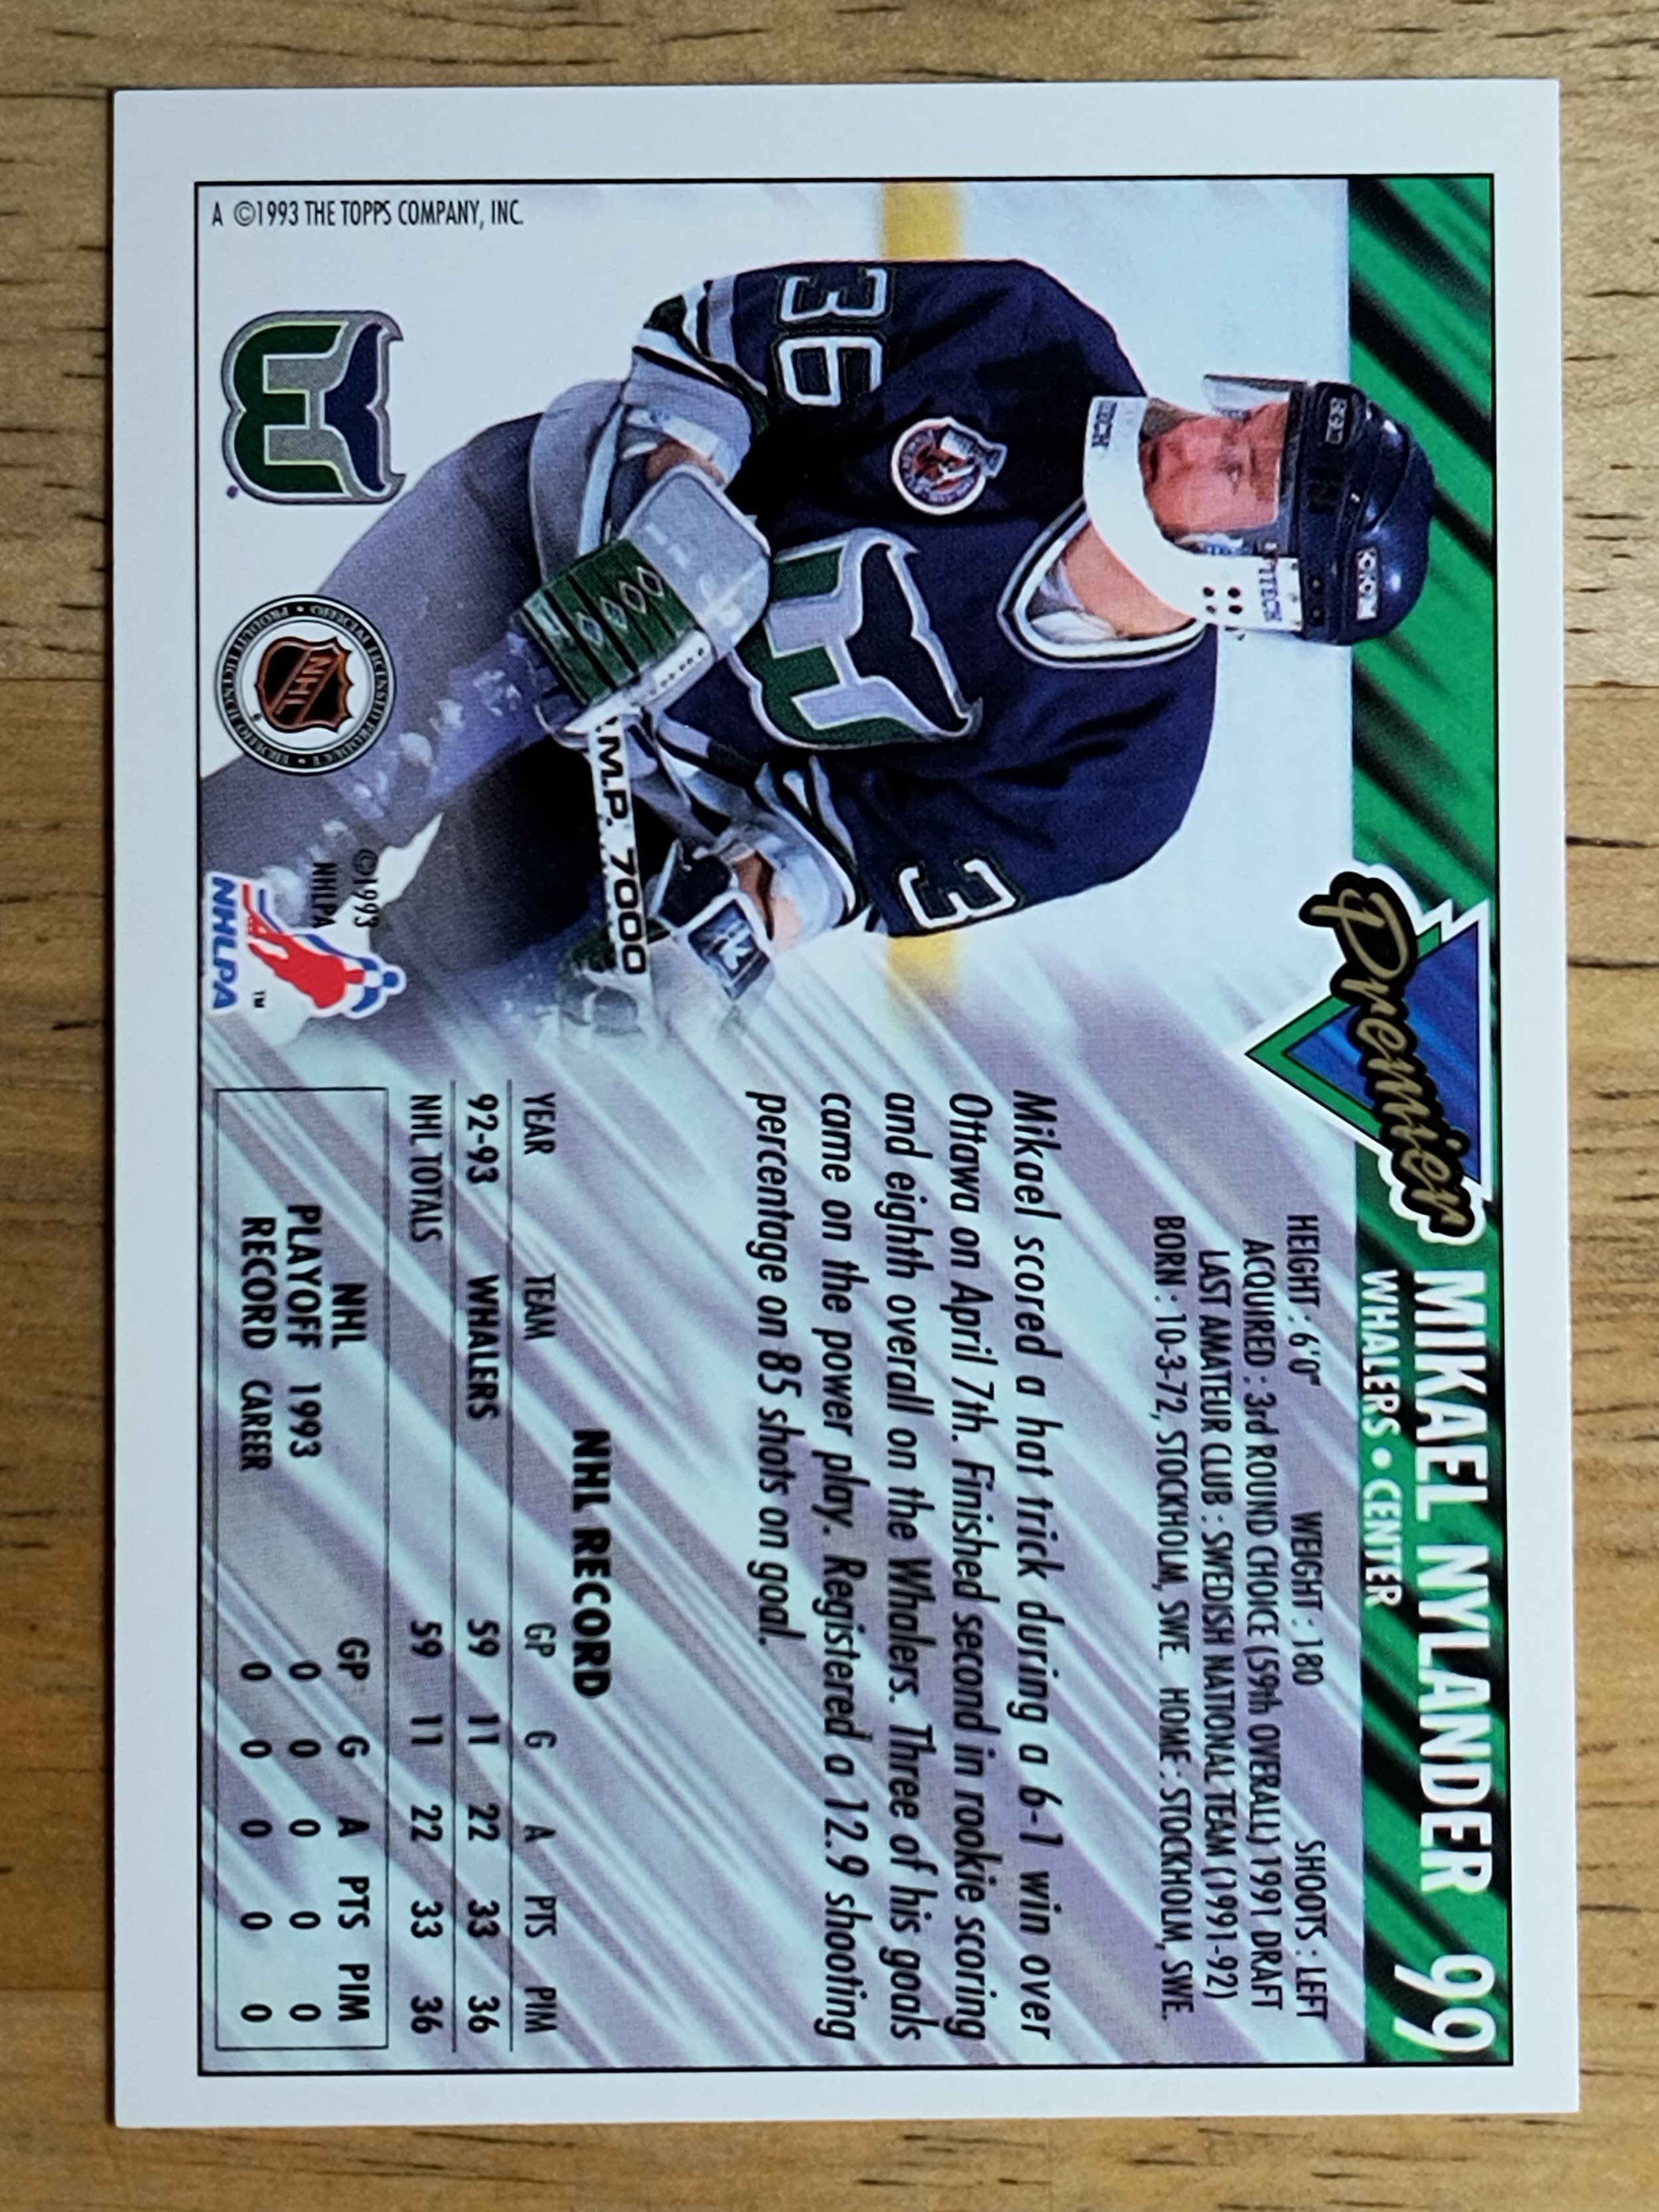 Premier
MIKAEL NYLANDER 99
WHALERS • CENTER
HEIGHT : 6'0" WEIGHT : 180 SHOOTS : LEFT
ACQUIRED : 3rd ROUND CHOICE (59th OVERALL) 1991 DRAFT
LAST AMATEUR CLUB : SWEDISH NATIONAL TEAM (1991-92)
BORN : 10-3-72, STOCKHOLM, SWE. HOME : STOCKHOLM, SWE.
Mikael scored a hat trick during a 6-1 win over
Ottawa on April 7th. Finished second in rookie scoring
and eighth overall on the Whalers. Three of his goals
came on the power play. Registered a 12.9 shooting
percentage on 85 shots on goal.
NHL RECORD
YEAR TEAM GP G A PTS PIM
92-93 WHALERS 59 11 22 33 36
NHL TOTALS 59 11 22 33 36
NHL GP G A PTS PIM
PLAYOFF 1993 0 0 0 0 0
RECORD CAREER 0 0 0 0 0
36
3
M.P. 7000
NHL
©1993
NHLPA
NHLPA
TM
A ©1993 THE TOPPS COMPANY, INC.